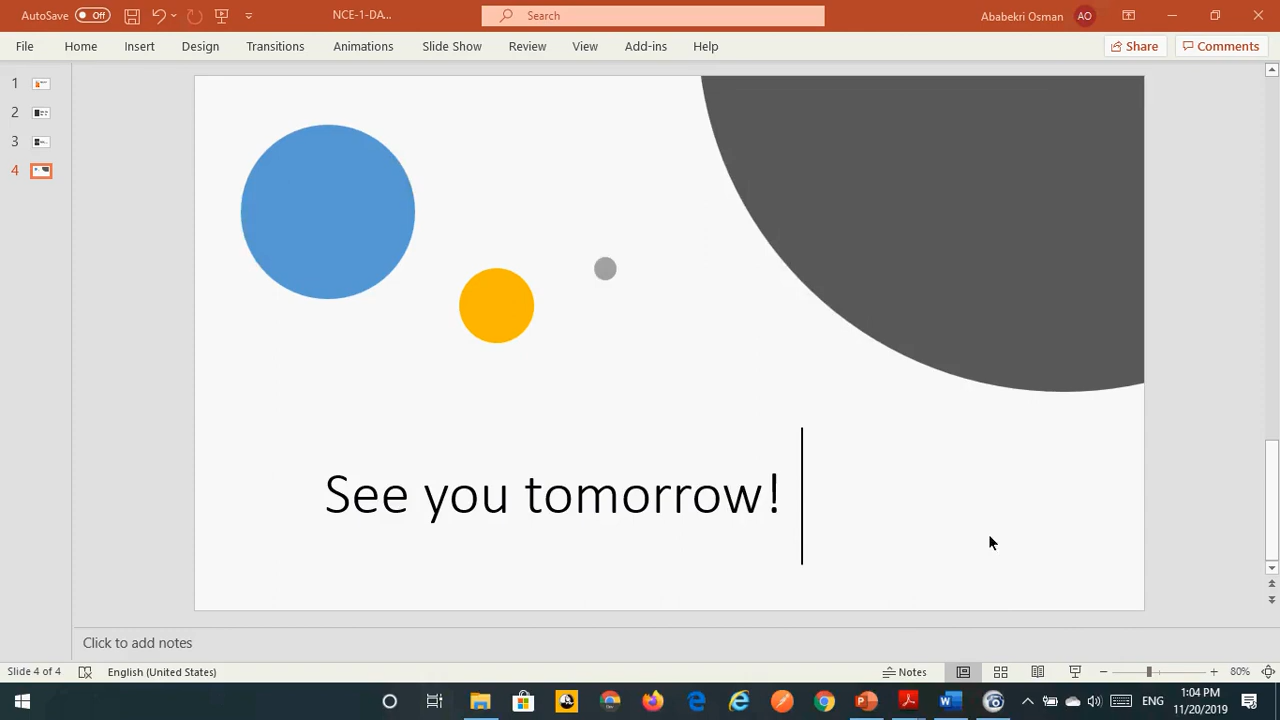 AutoSave Off NCE-1-DA... Search Ababekri Osman AO
File Home Insert Design Transitions Animations Slide Show Review View Add-ins Help Share Comments
1
2
3
4
See you tomorrow!
Click to add notes
Slide 4 of 4 English (United States) Notes 80%
ENG 1:04 PM
11/20/2019